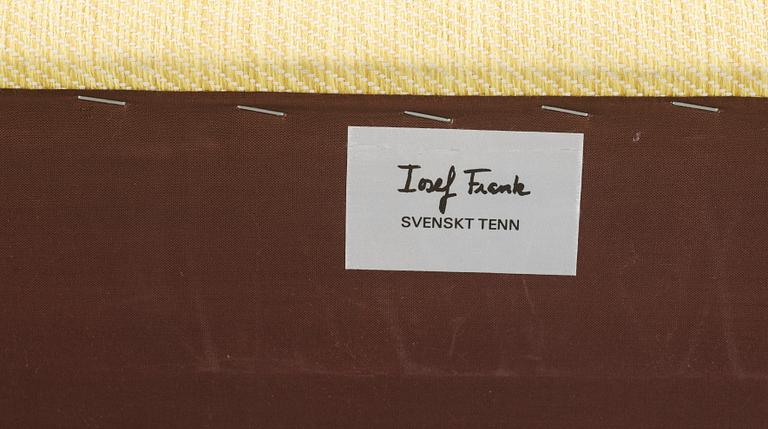 Josef Frank
SVENSKT TENN